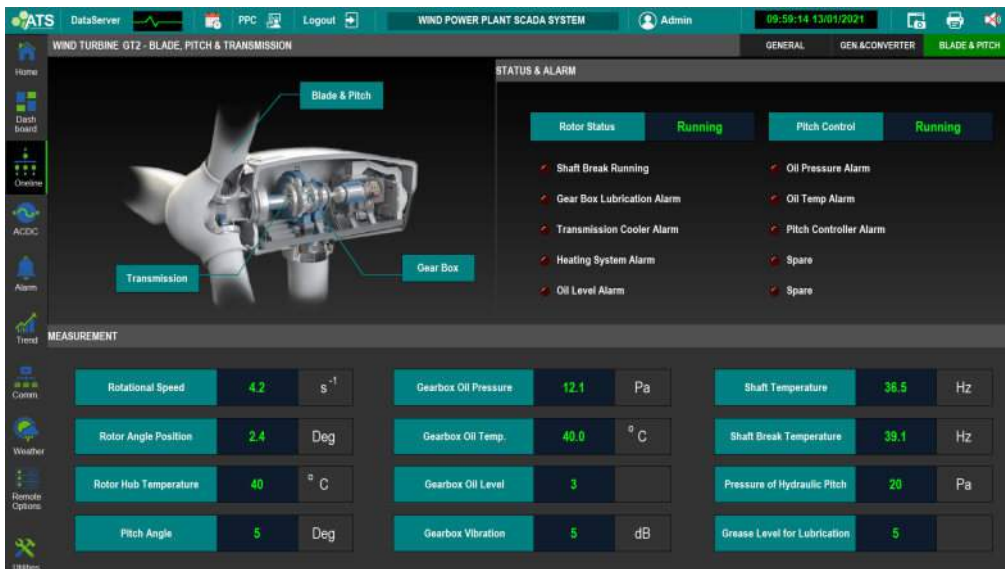 ATS DataServer PPC Logout WIND POWER PLANT SCADA SYSTEM Admin 09:59:14 13/01/2021
WIND TURBINE GT2 - BLADE, PITCH & TRANSMISSION GENERAL GEN.&CONVERTER BLADE & PITCH
Home
Dash
board
Oneline
ACDC
Alarm
Trend
Comm.
Weather
Remote
Options
Utilities
Blade & Pitch
Transmission
Gear Box
STATUS & ALARM
Rotor Status Running Pitch Control Running
Shaft Break Running Oil Pressure Alarm
Gear Box Lubrication Alarm Oil Temp Alarm
Transmission Cooler Alarm Pitch Controller Alarm
Heating System Alarm Spare
Oil Level Alarm Spare
MEASUREMENT
Rotational Speed 4.2 s⁻¹ Gearbox Oil Pressure 12.1 Pa Shaft Temperature 36.5 Hz
Rotor Angle Position 2.4 Deg Gearbox Oil Temp. 40.0 °C Shaft Break Temperature 39.1 Hz
Rotor Hub Temperature 40 °C Gearbox Oil Level 3 Pressure of Hydraulic Pitch 20 Pa
Pitch Angle 5 Deg Gearbox Vibration 5 dB Grease Level for Lubrication 5